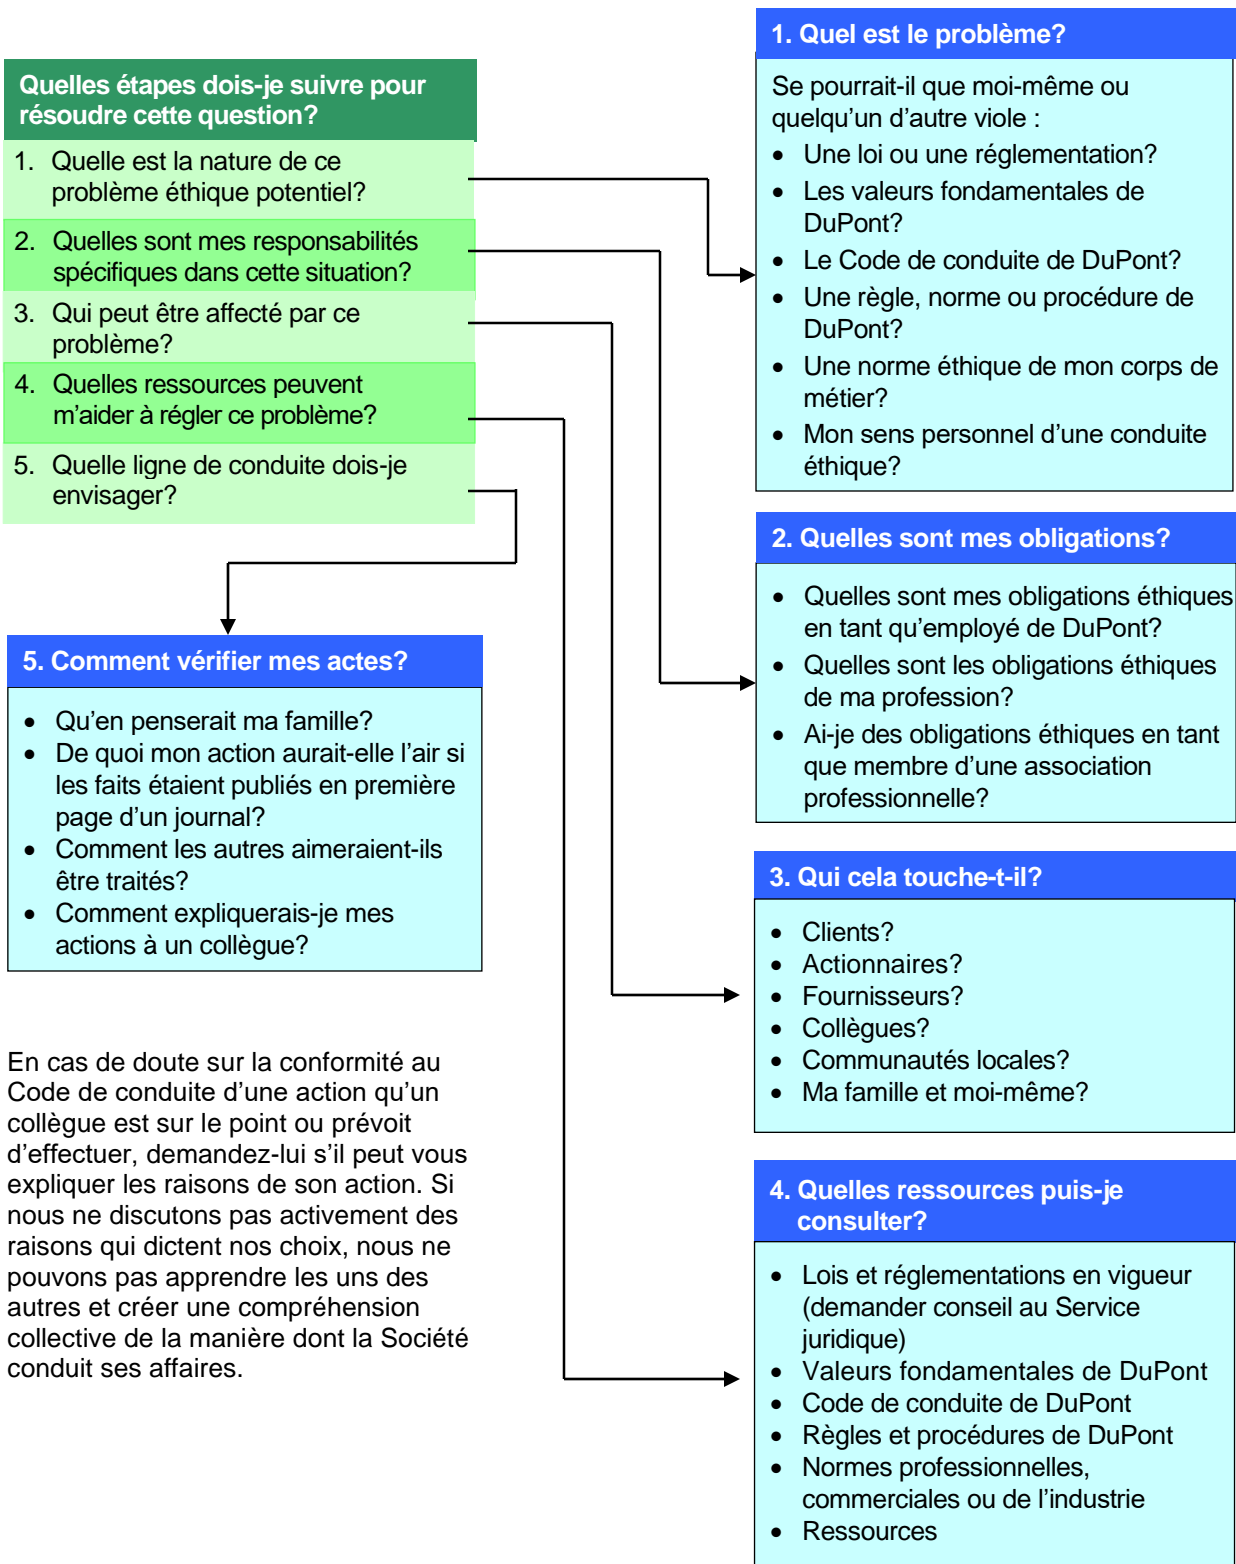 Quelles étapes dois-je suivre pour
résoudre cette question?
1. Quelle est la nature de ce
problème éthique potentiel?
2. Quelles sont mes responsabilités
spécifiques dans cette situation?
3. Qui peut être affecté par ce
problème?
4. Quelles ressources peuvent
m’aider à régler ce problème?
5. Quelle ligne de conduite dois-je
envisager?
1. Quel est le problème?
Se pourrait-il que moi-même ou
quelqu’un d’autre viole :
• Une loi ou une réglementation?
• Les valeurs fondamentales de
DuPont?
• Le Code de conduite de DuPont?
• Une règle, norme ou procédure de
DuPont?
• Une norme éthique de mon corps de
métier?
• Mon sens personnel d’une conduite
éthique?
2. Quelles sont mes obligations?
• Quelles sont mes obligations éthiques
en tant qu’employé de DuPont?
• Quelles sont les obligations éthiques
de ma profession?
• Ai-je des obligations éthiques en tant
que membre d’une association
professionnelle?
3. Qui cela touche-t-il?
• Clients?
• Actionnaires?
• Fournisseurs?
• Collègues?
• Communautés locales?
• Ma famille et moi-même?
4. Quelles ressources puis-je
consulter?
• Lois et réglementations en vigueur
(demander conseil au Service
juridique)
• Valeurs fondamentales de DuPont
• Code de conduite de DuPont
• Règles et procédures de DuPont
• Normes professionnelles,
commerciales ou de l’industrie
• Ressources
5. Comment vérifier mes actes?
• Qu’en penserait ma famille?
• De quoi mon action aurait-elle l’air si
les faits étaient publiés en première
page d’un journal?
• Comment les autres aimeraient-ils
être traités?
• Comment expliquerais-je mes
actions à un collègue?
En cas de doute sur la conformité au
Code de conduite d’une action qu’un
collègue est sur le point ou prévoit
d’effectuer, demandez-lui s’il peut vous
expliquer les raisons de son action. Si
nous ne discutons pas activement des
raisons qui dictent nos choix, nous ne
pouvons pas apprendre les uns des
autres et créer une compréhension
collective de la manière dont la Société
conduit ses affaires.